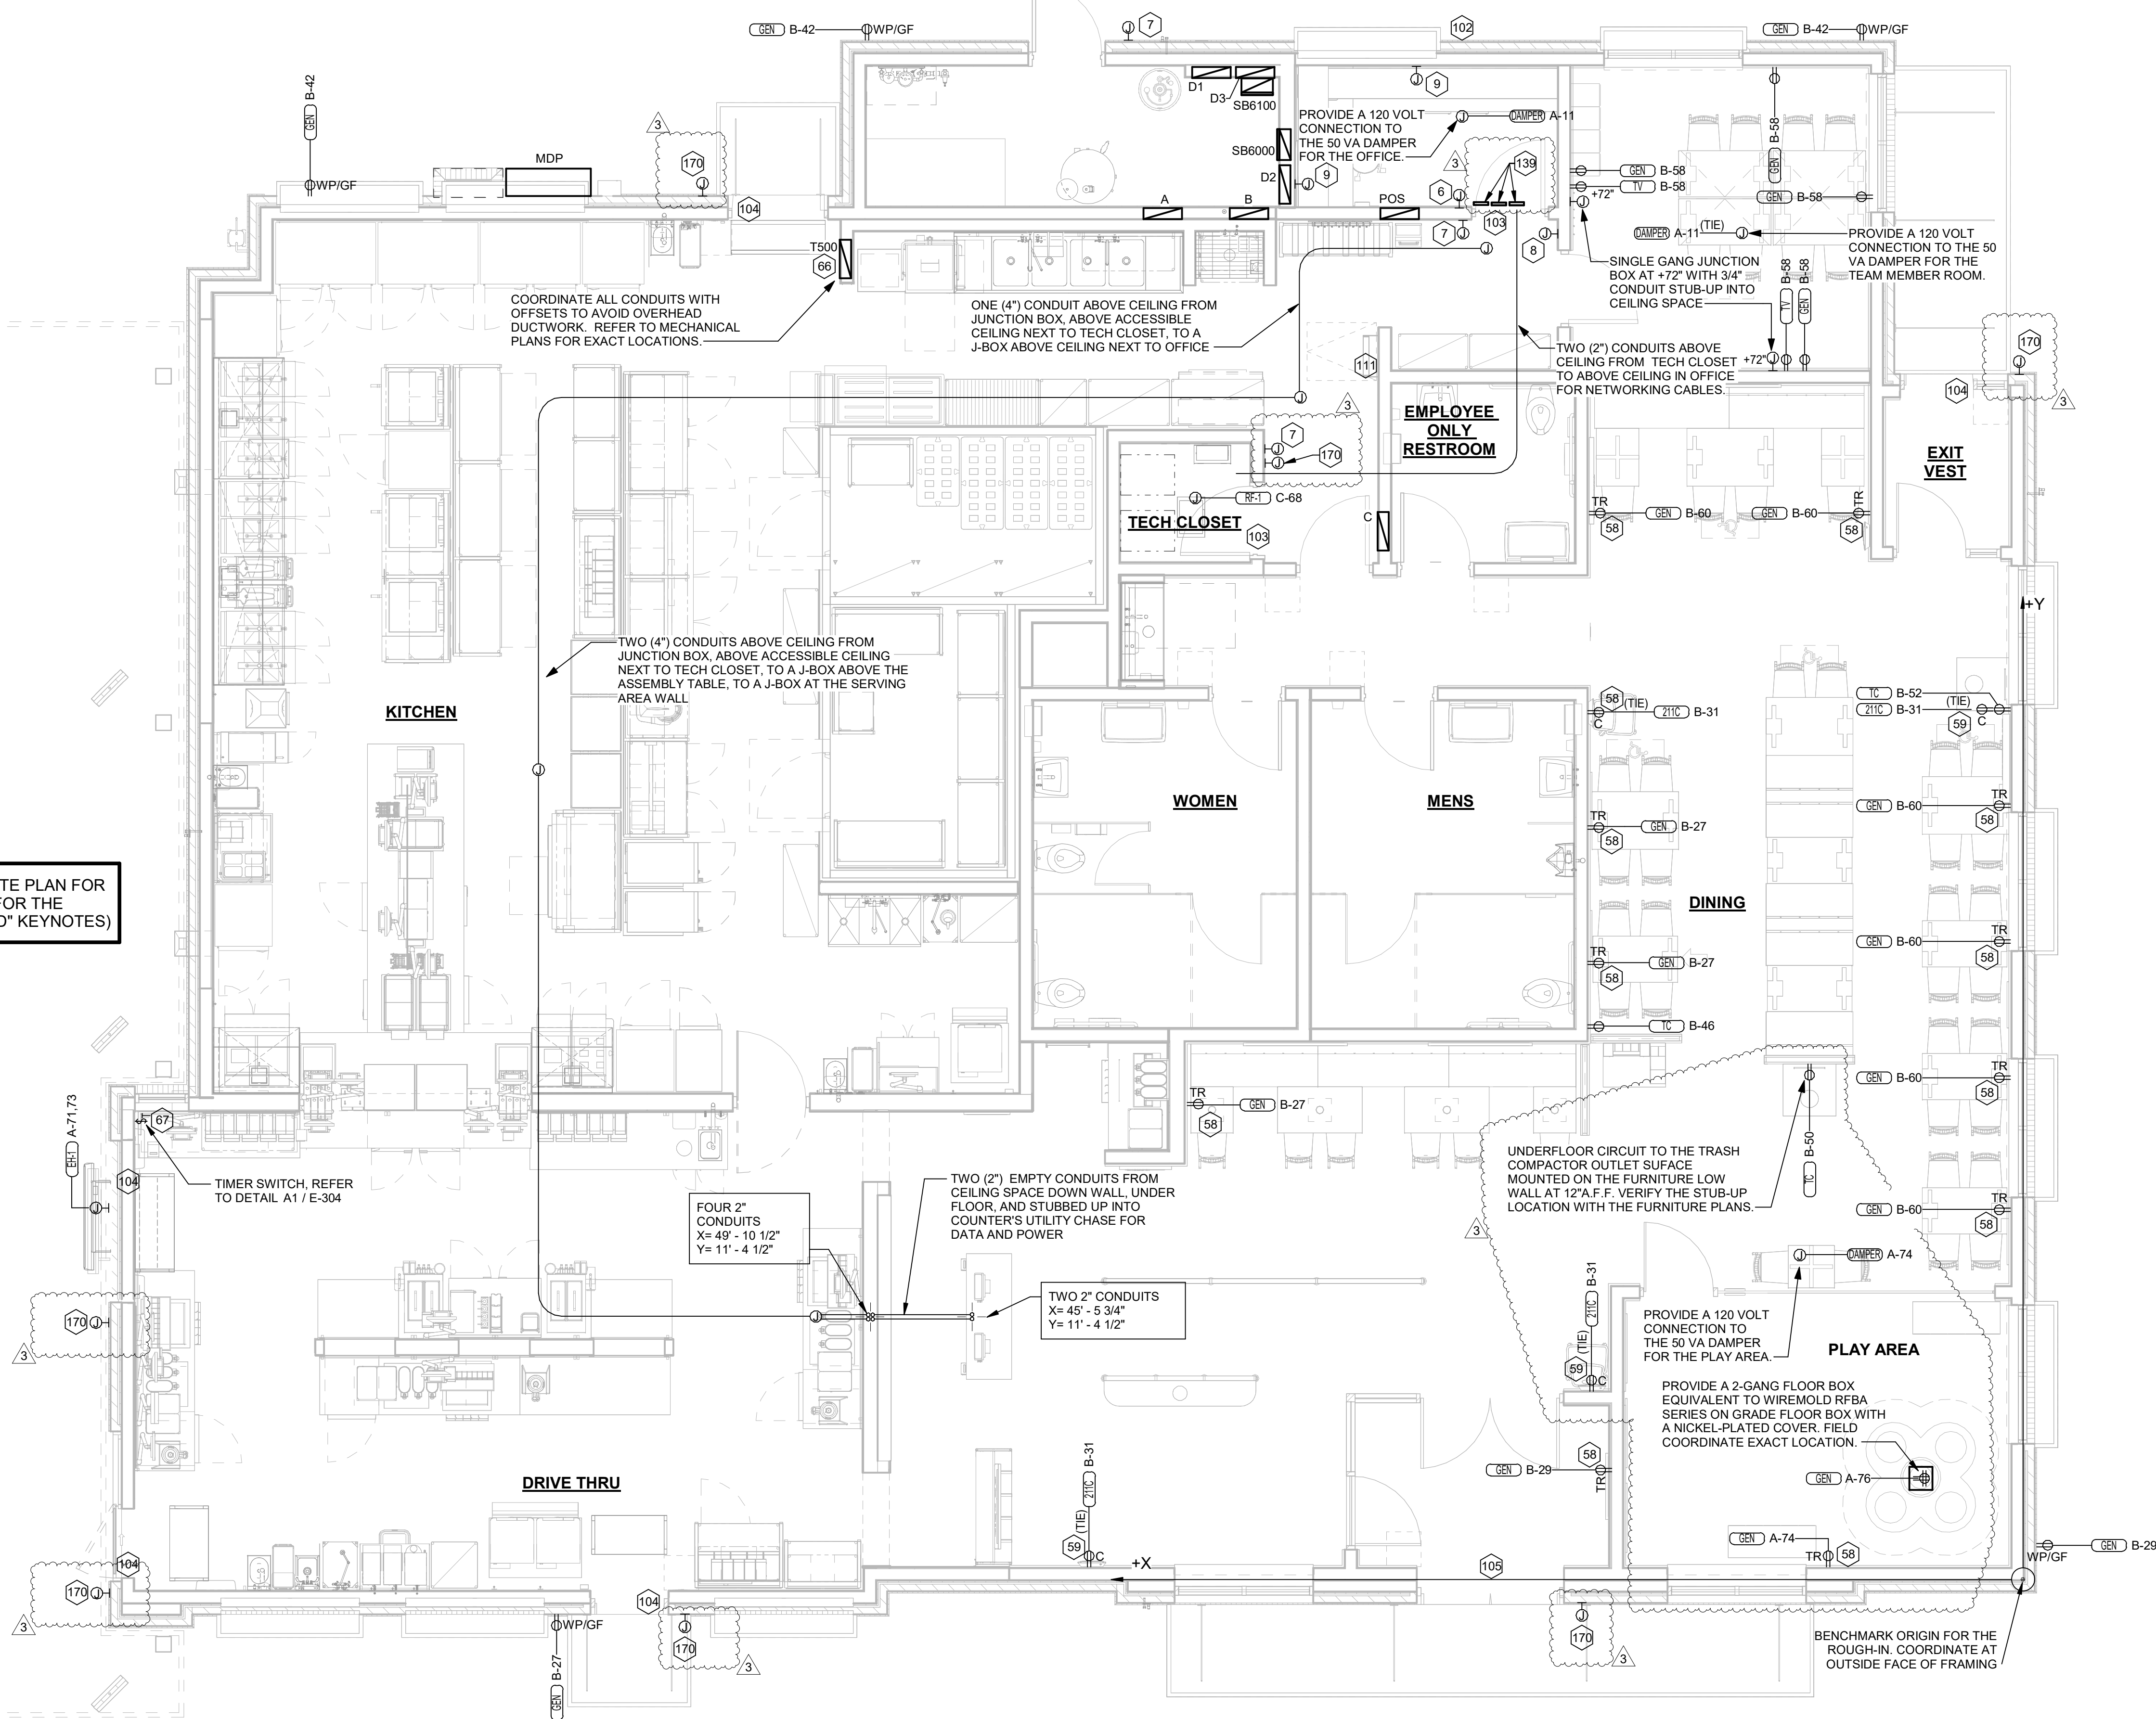 GEN B-42 WP/GF
7
102
GEN B-42 WP/GF
GEN B-42
WP/GF
MDP
3
170
104
D1
D3
SB6100
SB6000
D2
9
A
B
POS
9
PROVIDE A 120 VOLT
CONNECTION TO
THE 50 VA DAMPER
FOR THE OFFICE.
DAMPER A-11
3
139
6
103
7
8
GEN B-58
TV B-58
+72"
GEN B-58
GEN B-58
DAMPER A-11 (TIE)
PROVIDE A 120 VOLT
CONNECTION TO THE 50
VA DAMPER FOR THE
TEAM MEMBER ROOM.
SINGLE GANG JUNCTION
BOX AT +72" WITH 3/4"
CONDUIT STUB-UP INTO
CEILING SPACE
TV B-58
GEN B-58
+72"
T500
66
COORDINATE ALL CONDUITS WITH
OFFSETS TO AVOID OVERHEAD
DUCTWORK. REFER TO MECHANICAL
PLANS FOR EXACT LOCATIONS.
ONE (4") CONDUIT ABOVE CEILING FROM
JUNCTION BOX, ABOVE ACCESSIBLE
CEILING NEXT TO TECH CLOSET, TO A
J-BOX ABOVE CEILING NEXT TO OFFICE
TWO (2") CONDUITS ABOVE
CEILING FROM TECH CLOSET
TO ABOVE CEILING IN OFFICE
FOR NETWORKING CABLES.
111
170
104
3
EMPLOYEE
ONLY
RESTROOM
EXIT
VEST
3
7
170
RF-1 C-68
TECH CLOSET
103
C
TR
58
GEN B-60
GEN B-60
TR
58
+Y
TWO (4") CONDUITS ABOVE CEILING FROM
JUNCTION BOX, ABOVE ACCESSIBLE CEILING
NEXT TO TECH CLOSET, TO A J-BOX ABOVE THE
ASSEMBLY TABLE, TO A J-BOX AT THE SERVING
AREA WALL
KITCHEN
WOMEN
MENS
DINING
58
(TIE)
C
211C B-31
TC B-52
211C B-31
(TIE)
59
C
TR
58
GEN B-27
GEN B-60
TR
58
TE PLAN FOR
FOR THE
D" KEYNOTES)
TR
58
GEN B-27
GEN B-60
TR
58
TC B-46
GEN B-60
TR
58
TR
58
GEN B-27
TC B-50
UNDERFLOOR CIRCUIT TO THE TRASH
COMPACTOR OUTLET SUFACE
MOUNTED ON THE FURNITURE LOW
WALL AT 12"A.F.F. VERIFY THE STUB-UP
LOCATION WITH THE FURNITURE PLANS.
GEN B-60
TR
58
3
EH-1 A-71,73
67
104
TIMER SWITCH, REFER
TO DETAIL A1 / E-304
FOUR 2"
CONDUITS
X= 49' - 10 1/2"
Y= 11' - 4 1/2"
TWO (2") EMPTY CONDUITS FROM
CEILING SPACE DOWN WALL, UNDER
FLOOR, AND STUBBED UP INTO
COUNTER'S UTILITY CHASE FOR
DATA AND POWER
TWO 2" CONDUITS
X= 45' - 5 3/4"
Y= 11' - 4 1/2"
DAMPER A-74
211C B-31
(TIE)
59
C
PROVIDE A 120 VOLT
CONNECTION TO
THE 50 VA DAMPER
FOR THE PLAY AREA.
PLAY AREA
PROVIDE A 2-GANG FLOOR BOX
EQUIVALENT TO WIREMOLD RFBA
SERIES ON GRADE FLOOR BOX WITH
A NICKEL-PLATED COVER. FIELD
COORDINATE EXACT LOCATION.
GEN A-76
170
3
DRIVE THRU
211C B-31
(TIE)
59
C
+X
58
GEN B-29
TR
GEN A-74
TR
58
105
GEN B-29
WP/GF
104
170
3
104
170
3
WP/GF
GEN B-27
170
3
BENCHMARK ORIGIN FOR THE
ROUGH-IN. COORDINATE AT
OUTSIDE FACE OF FRAMING